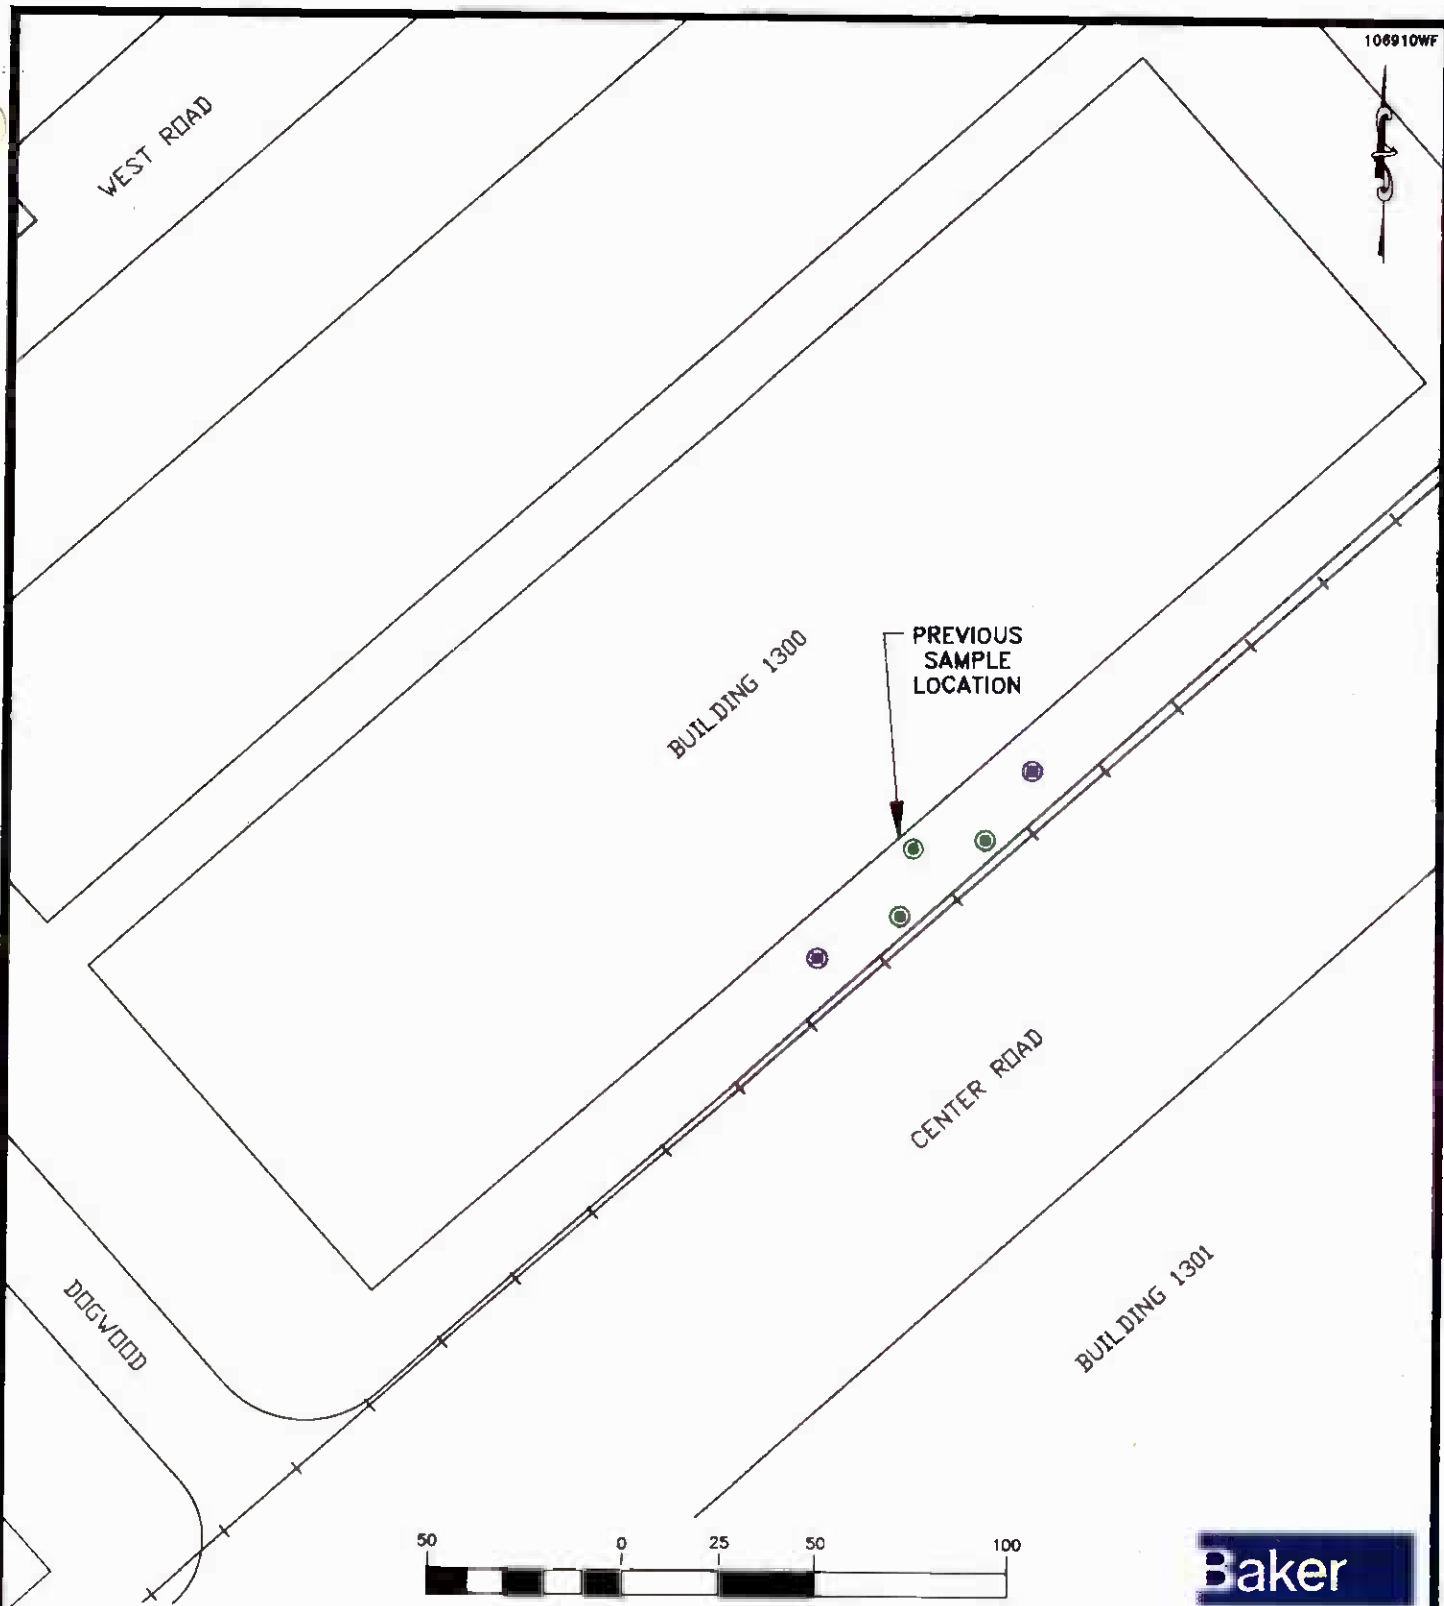 106910WF
WEST ROAD
PREVIOUS
SAMPLE
LOCATION
BUILDING 1300
CENTER ROAD
BUILDING 1301
DOGWOOD
50 0 25 50 100
Baker